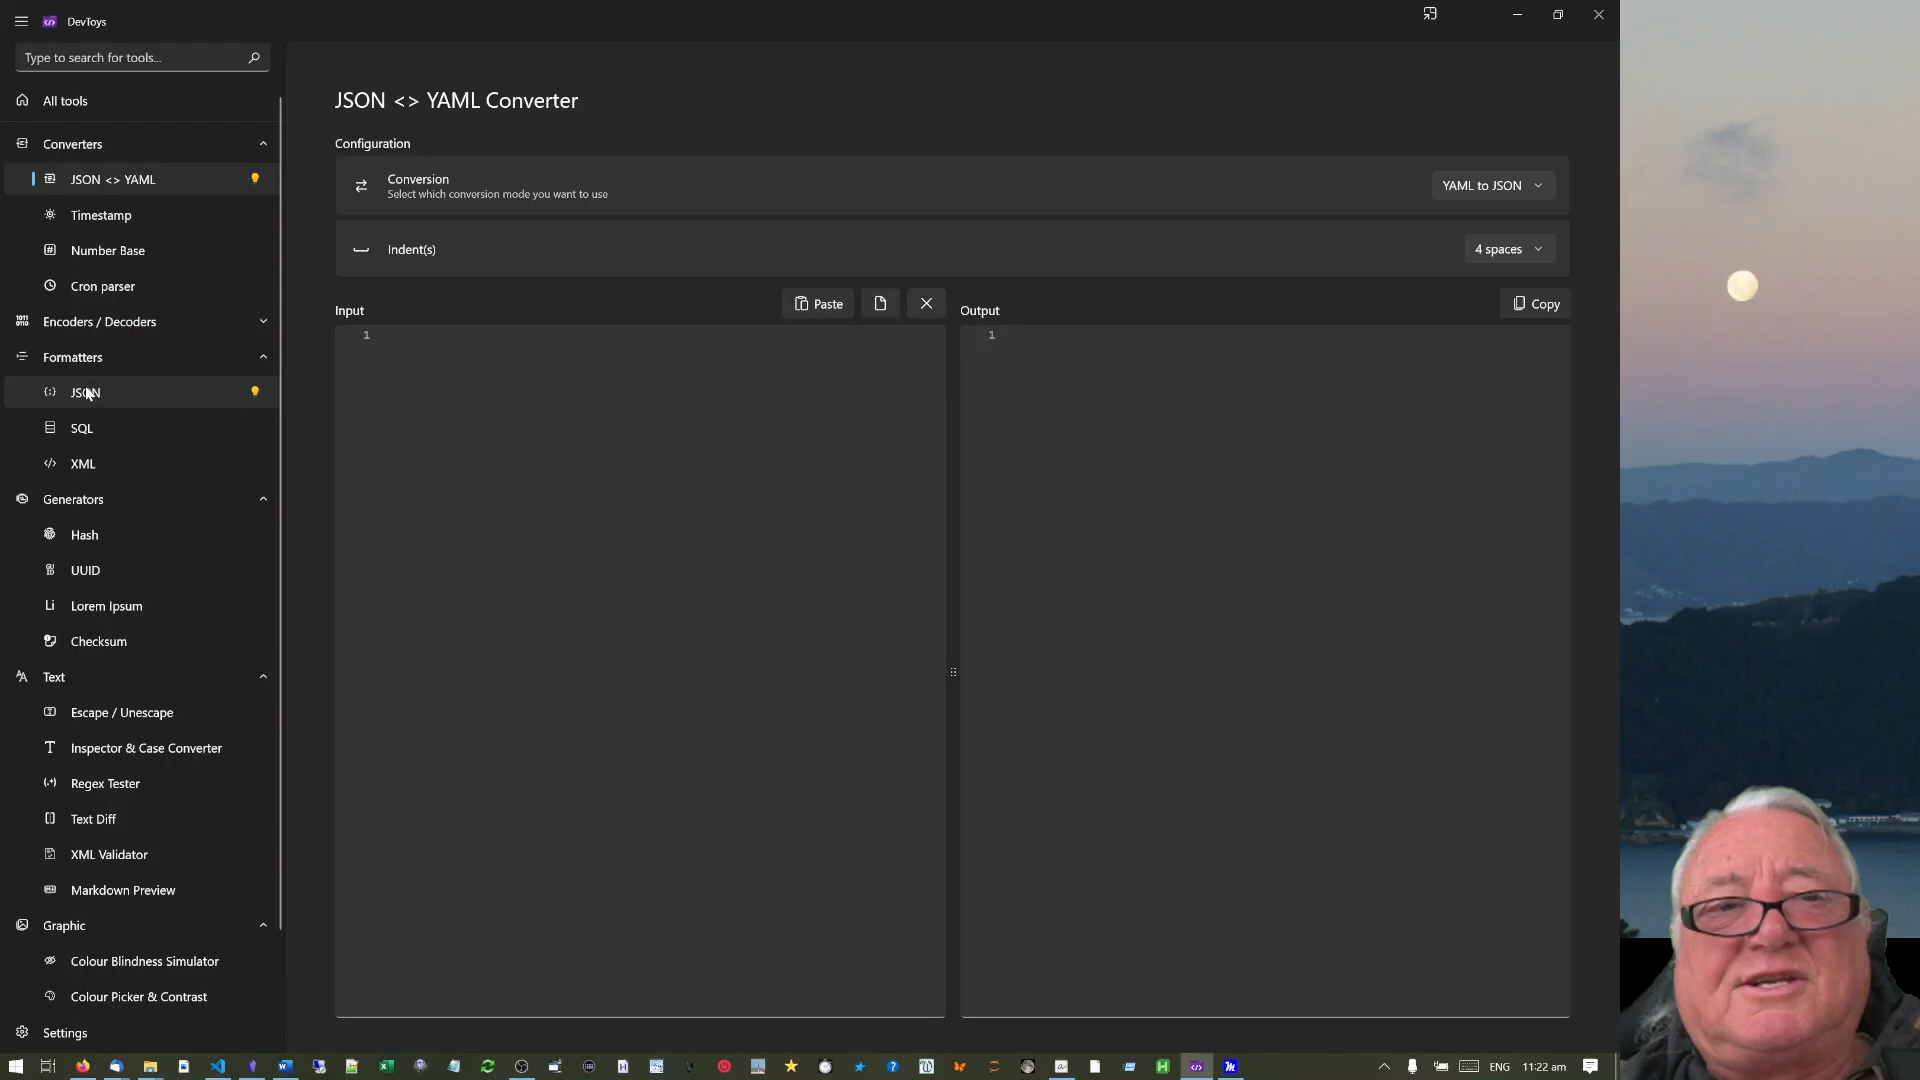 DevToys
Type to search for tools...
All tools
Converters
JSON <> YAML
Timestamp
Number Base
Cron parser
Encoders / Decoders
Formatters
JSON
SQL
XML
Generators
Hash
UUID
Lorem Ipsum
Checksum
Text
Escape / Unescape
Inspector & Case Converter
Regex Tester
Text Diff
XML Validator
Markdown Preview
Graphic
Colour Blindness Simulator
Colour Picker & Contrast
Settings
JSON <> YAML Converter
Configuration
Conversion
Select which conversion mode you want to use
YAML to JSON
Indent(s)
4 spaces
Input
Paste
1
Output
Copy
1
ENG 11:22 am